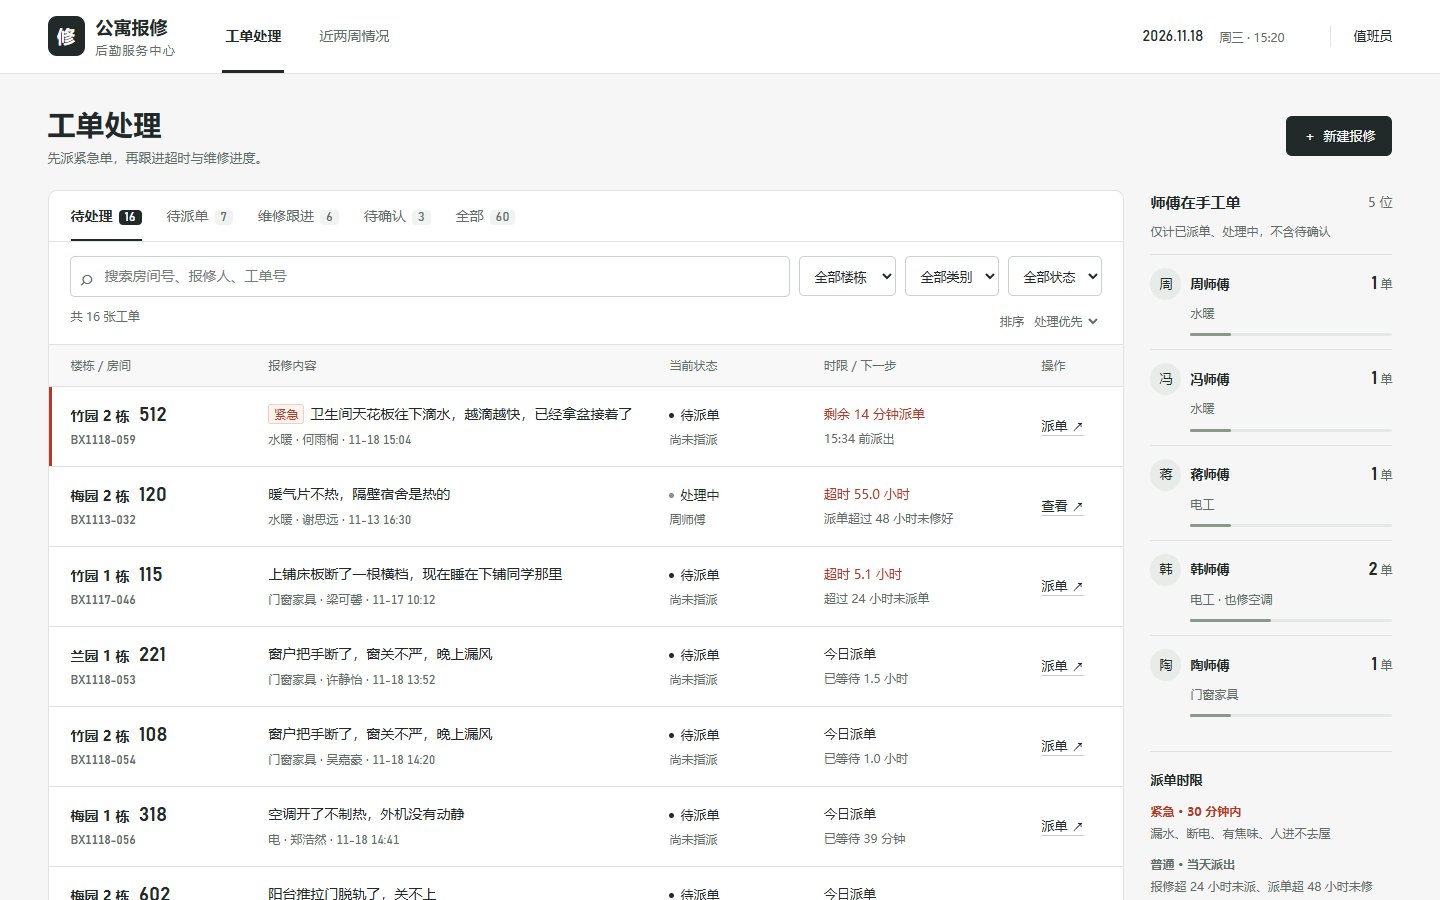 修 公寓报修
后勤服务中心
工单处理 近两周情况
2026.11.18 周三 · 15:20 值班员
工单处理
先派紧急单，再跟进超时与维修进度。
+ 新建报修
待处理 16 待派单 7 维修跟进 6 待确认 3 全部 60
搜索房间号、报修人、工单号
全部楼栋 全部类别 全部状态
共 16 张工单
排序 处理优先
楼栋 / 房间 报修内容 当前状态 时限 / 下一步 操作
竹园 2 栋 512 紧急 卫生间天花板往下滴水，越滴越快，已经拿盆接着了 待派单 剩余 14 分钟派单 派单 ↗
BX1118-059 水暖 · 何雨桐 · 11-18 15:04 尚未指派 15:34 前派出
梅园 2 栋 120 暖气片不热，隔壁宿舍是热的 处理中 超时 55.0 小时 查看 ↗
BX1113-032 水暖 · 谢思远 · 11-13 16:30 周师傅 派单超过 48 小时未修好
竹园 1 栋 115 上铺床板断了一根横档，现在睡在下铺同学那里 待派单 超时 5.1 小时 派单 ↗
BX1117-046 门窗家具 · 梁可馨 · 11-17 10:12 尚未指派 超过 24 小时未派单
兰园 1 栋 221 窗户把手断了，窗关不严，晚上漏风 待派单 今日派单 派单 ↗
BX1118-053 门窗家具 · 许静怡 · 11-18 13:52 尚未指派 已等待 1.5 小时
竹园 2 栋 108 窗户把手断了，窗关不严，晚上漏风 待派单 今日派单 派单 ↗
BX1118-054 门窗家具 · 吴嘉豪 · 11-18 14:20 尚未指派 已等待 1.0 小时
梅园 1 栋 318 空调开了不制热，外机没有动静 待派单 今日派单 派单 ↗
BX1118-056 电 · 郑浩然 · 11-18 14:41 尚未指派 已等待 39 分钟
梅园 2 栋 602 阳台推拉门脱轨了，关不上 待派单 今日派单
师傅在手工单 5 位
仅计已派单、处理中，不含待确认
周 周师傅 1 单
水暖
冯 冯师傅 1 单
水暖
蒋 蒋师傅 1 单
电工
韩 韩师傅 2 单
电工 · 也修空调
陶 陶师傅 1 单
门窗家具
派单时限
紧急 · 30 分钟内
漏水、断电、有焦味、人进不去屋
普通 · 当天派出
报修超 24 小时未派、派单超 48 小时未修